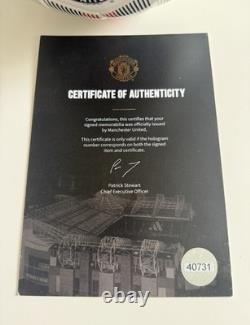 CERTIFICATE OF AUTHENTICITY
Congratulations, this certifies that your
signed memorabilia was officially issued
by Manchester United,
This certificate is only valid if the hologram
number corresponds on both the signed
item and certificate.
Patrick Stewart
Chief Executive Officer
40731